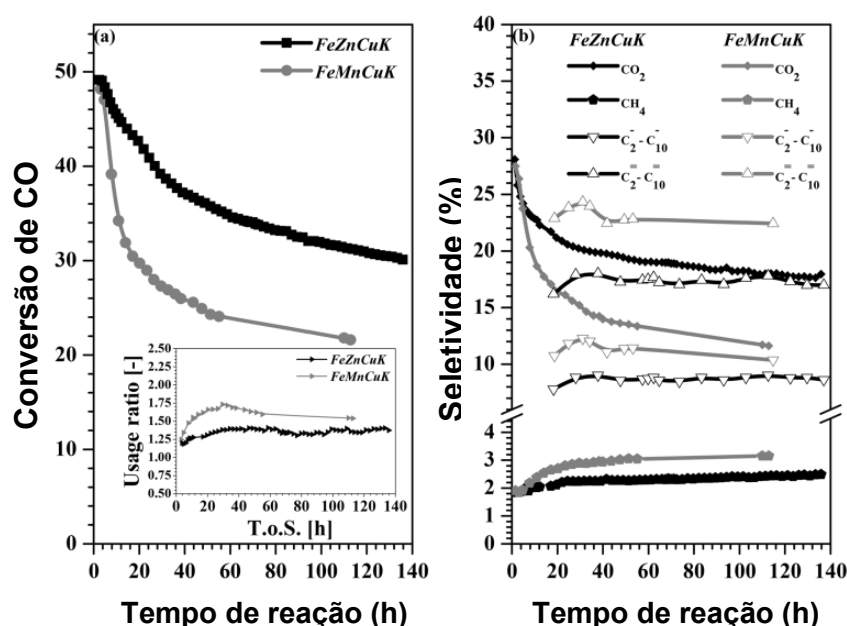 (a)
FeZnCuK
FeMnCuK
Conversão de CO
50
40
30
20
10
0
0 20 40 60 80 100 120 140
Tempo de reação (h)
Usage ratio [-]
2.50
2.25
2.00
1.75
1.50
1.25
1.00
0.75
0.50
FeZnCuK
FeMnCuK
0 20 40 60 80 100 120 140
T.o.S. [h]
(b)
FeZnCuK FeMnCuK
CO2 CO2
CH4 CH4
C2- - C10- C2- - C10-
C2= - C10= C2= - C10=
Seletividade (%)
40
35
30
25
20
15
10
4
3
2
1
0
0 20 40 60 80 100 120 140
Tempo de reação (h)